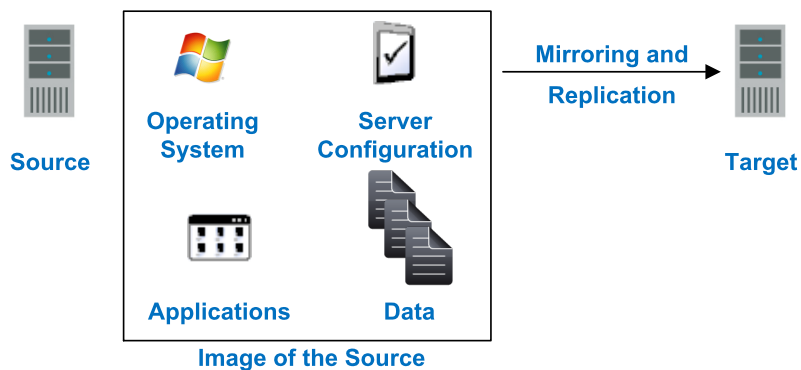 Source
Operating
System
Server
Configuration
Applications
Data
Image of the Source
Mirroring and
Replication
Target